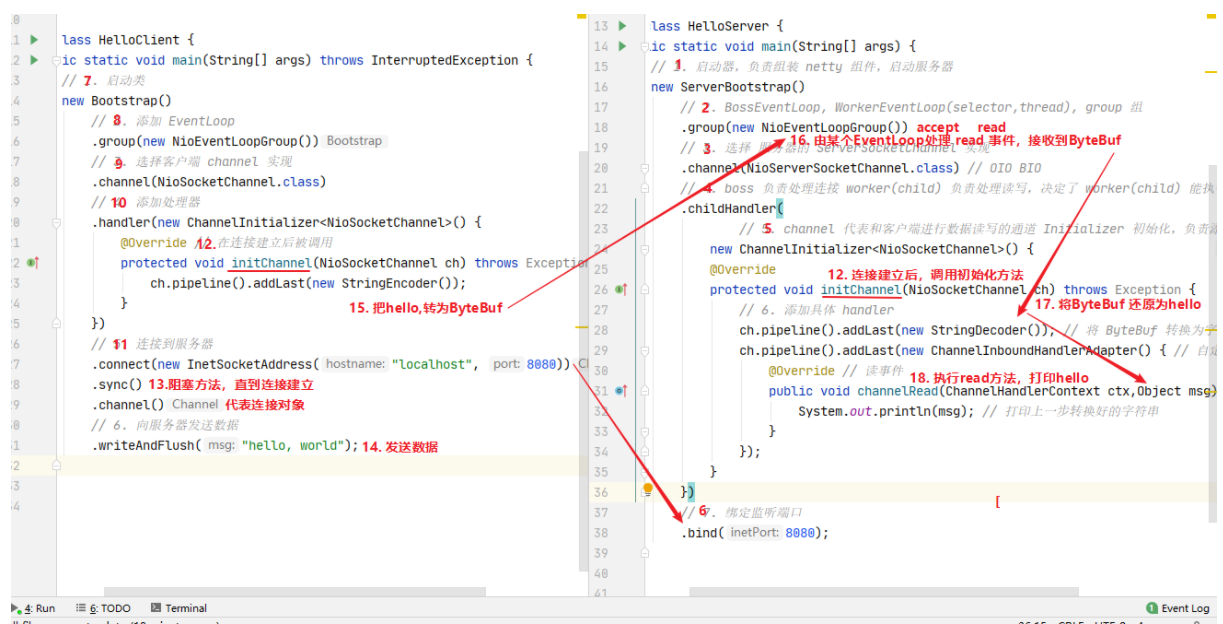 lass HelloClient {
ic static void main(String[] args) throws InterruptedException {
// 7. 启动类
new Bootstrap()
// 8. 添加 EventLoop
.group(new NioEventLoopGroup()) Bootstrap
// 9. 选择客户端 channel 实现
.channel(NioSocketChannel.class)
// 10 添加处理器
.handler(new ChannelInitializer<NioSocketChannel>() {
@Override // 12. 在连接建立后被调用
protected void initChannel(NioSocketChannel ch) throws Exception
ch.pipeline().addLast(new StringEncoder());
}
15. 把hello,转为ByteBuf
})
// 11 连接到服务器
.connect(new InetSocketAddress( hostname: "localhost", port: 8080))
.sync() 13.阻塞方法，直到连接建立
.channel() Channel 代表连接对象
// 6. 向服务器发送数据
.writeAndFlush( msg: "hello, world"); 14. 发送数据
13 lass HelloServer {
14 ic static void main(String[] args) {
15 // 1. 启动器，负责组装 netty 组件，启动服务器
16 new ServerBootstrap()
17 // 2. BossEventLoop, WorkerEventLoop(selector,thread), group 组
18 .group(new NioEventLoopGroup()) accept read
16. 由某个EventLoop处理 read 事件，接收到ByteBuf
19 // 3 选择 服务器的 ServerSocketChannel 实现
20 .channel(NioServerSocketChannel.class) // OIO BIO
21 // 4. boss 负责处理连接 worker(child) 负责处理读写，决定了 worker(child) 能执
22 .childHandler(
23 // 5. channel 代表和客户端进行数据读写的通道 Initializer 初始化，负责添
24 new ChannelInitializer<NioSocketChannel>() {
25 @Override
12. 连接建立后，调用初始化方法
26 protected void initChannel(NioSocketChannel ch) throws Exception {
17. 将ByteBuf 还原为hello
27 // 6. 添加具体 handler
28 ch.pipeline().addLast(new StringDecoder()); // 将 ByteBuf 转换为字
29 ch.pipeline().addLast(new ChannelInboundHandlerAdapter() { // 自定
30 @Override // 读事件
18. 执行read方法，打印hello
31 public void channelRead(ChannelHandlerContext ctx,Object msg)
32 System.out.println(msg); // 打印上一步转换好的字符串
33 }
34 });
35 }
36 })
37 // 7. 绑定监听端口
6
38 .bind( inetPort: 8080);
39
40
41
4: Run 6: TODO Terminal
1 Event Log